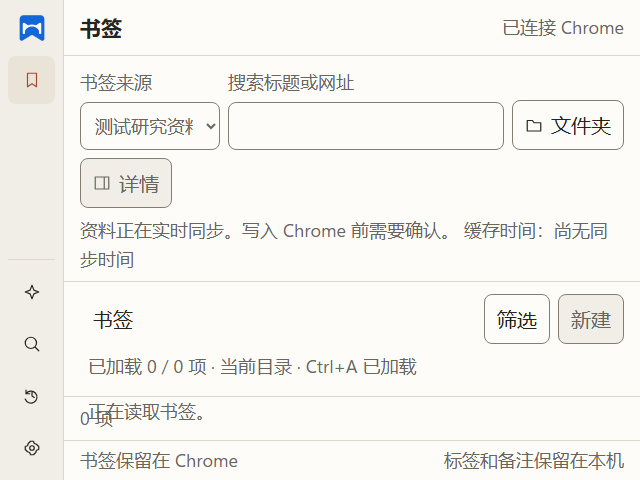 书签
已连接 Chrome
书签来源
搜索标题或网址
测试研究资料
文件夹
详情
资料正在实时同步。写入 Chrome 前需要确认。 缓存时间：尚无同
步时间
书签
筛选
新建
已加载 0 / 0 项 · 当前目录 · Ctrl+A 已加载
正在读取书签。
0 项
书签保留在 Chrome
标签和备注保留在本机